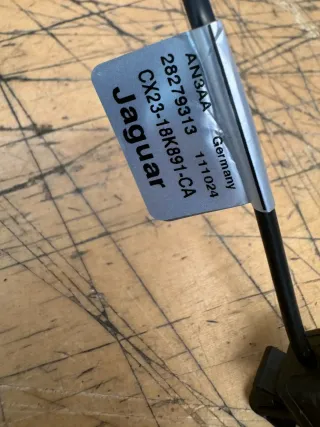 AN3AA Germany
28279313 111024
CX23-18K891-CA
Jaguar